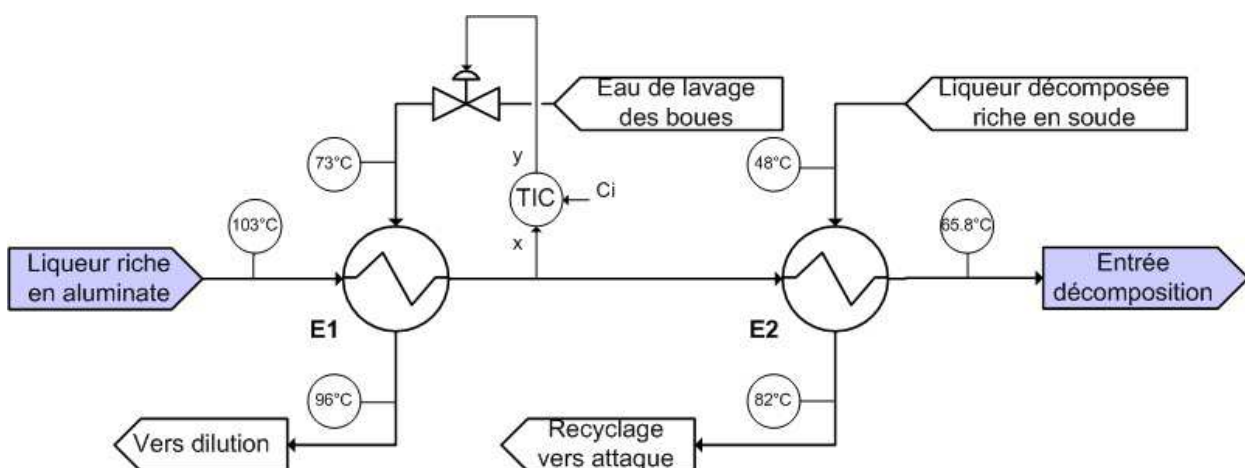 Eau de lavage
des boues
Liqueur décomposée
riche en soude
73°C
y
48°C
TIC
Ci
103°C
x
65.8°C
Liqueur riche
en aluminate
Entrée
décomposition
E1
E2
96°C
82°C
Vers dilution
Recyclage
vers attaque